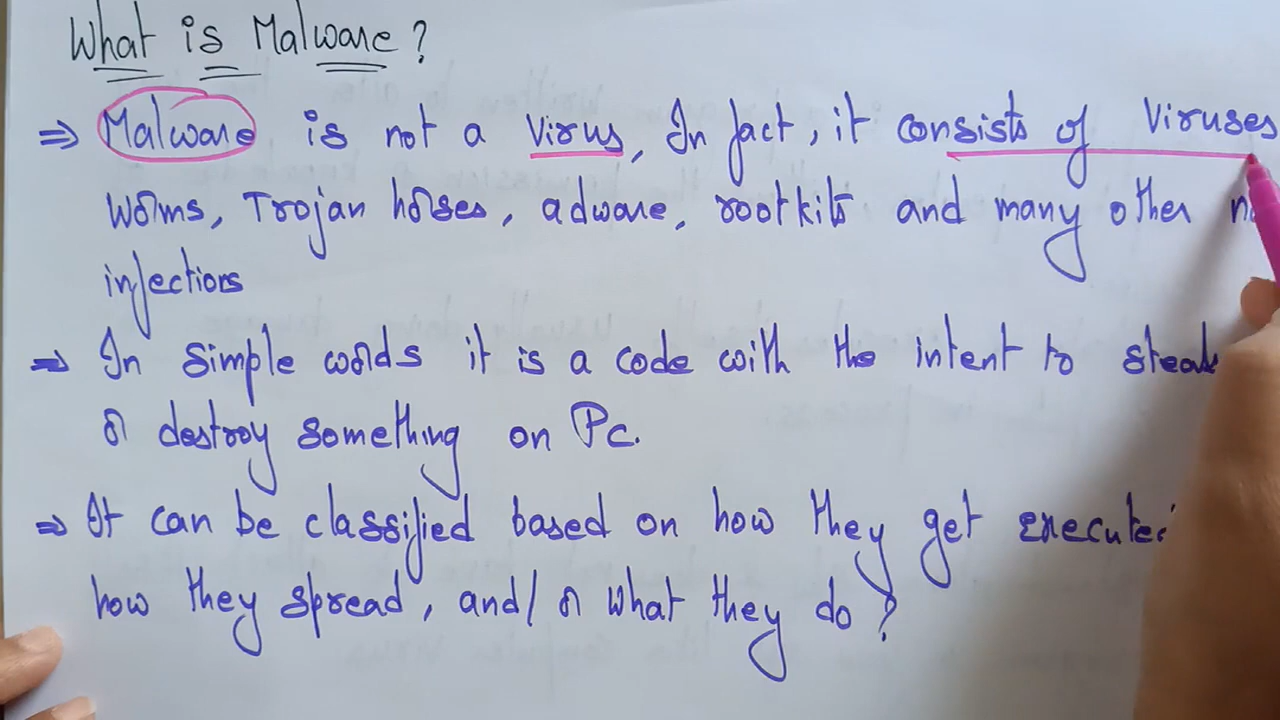 What is Malware?
⇒ Malware is not a Virus, In fact, it consists of Viruses
Worms, Trojan horses, adware, rootkits and many other
injections
⇒ In simple words it is a code with the intent to steal
or destroy something on Pc.
⇒ It can be classified based on how they get executed
how they spread, and/or what they do?